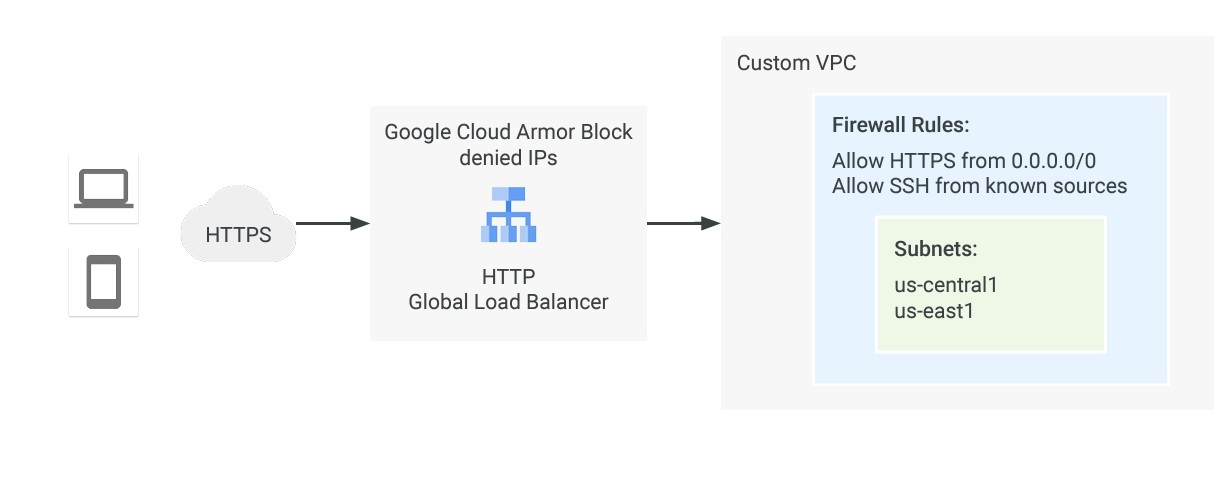 HTTPS
Google Cloud Armor Block
denied IPs
HTTP
Global Load Balancer
Custom VPC
Firewall Rules:
Allow HTTPS from 0.0.0.0/0
Allow SSH from known sources
Subnets:
us-central1
us-east1